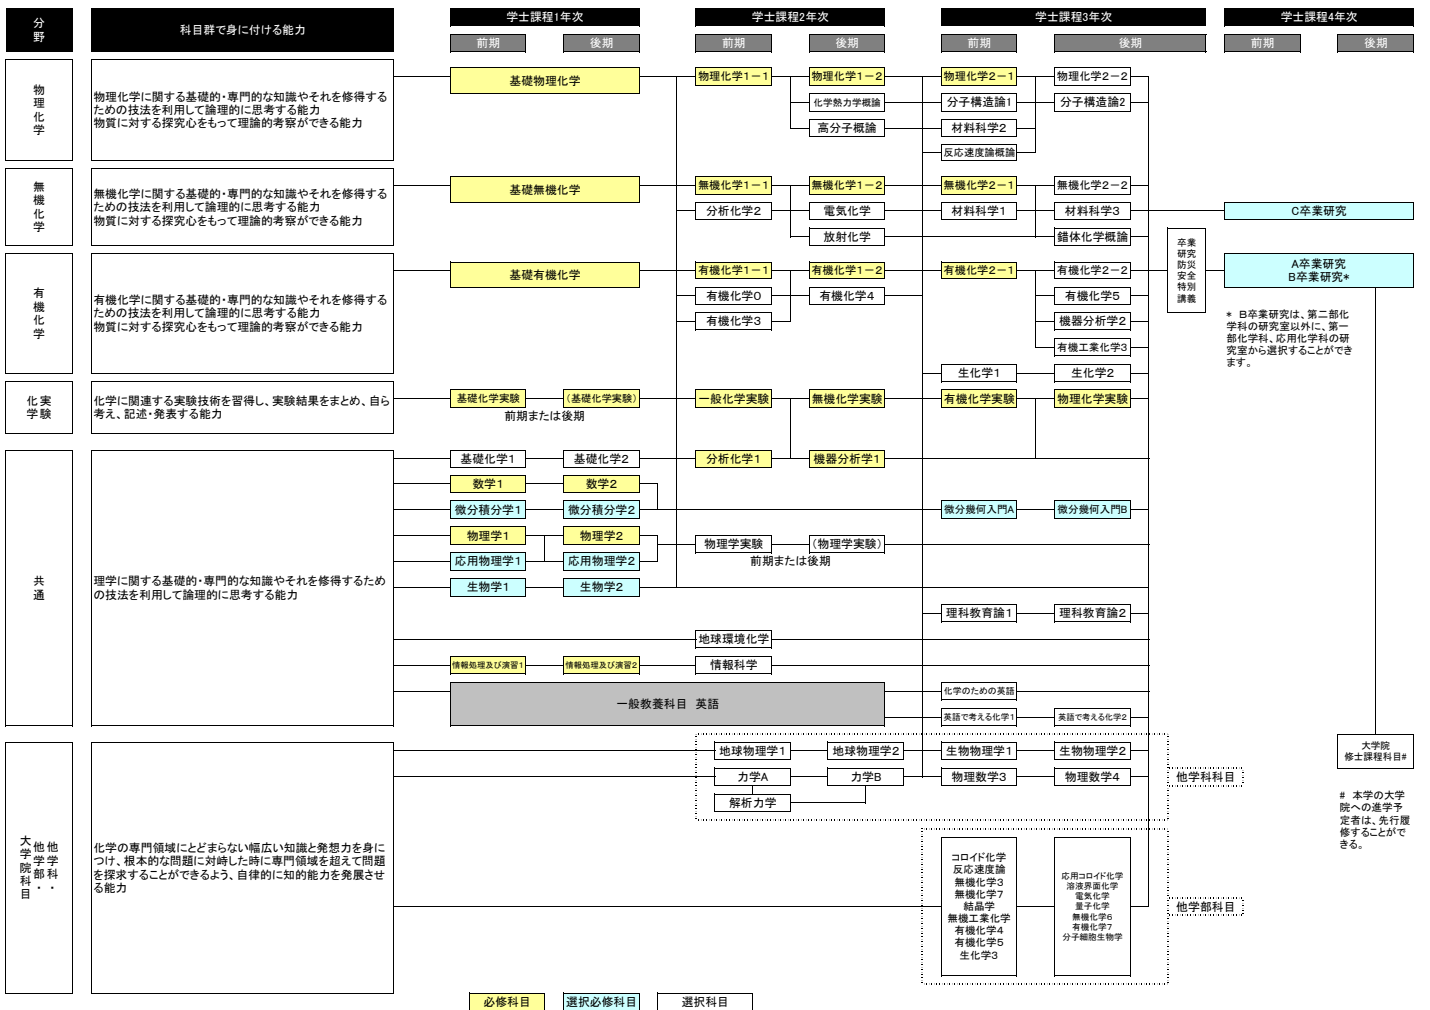 分
野
科目群で身に付ける能力
学士課程1年次
学士課程2年次
学士課程3年次
学士課程4年次
前期
後期
前期
後期
前期
後期
前期
後期
物
理
化
学
物理化学に関する基礎的・専門的な知識やそれを修得する
ための技法を利用して論理的に思考する能力
物質に対する探究心をもって理論的考察ができる能力
基礎物理化学
物理化学1－1
物理化学1－2
物理化学2－1
物理化学2－2
化学熱力学概論
分子構造論1
分子構造論2
高分子概論
材料科学2
反応速度論概論
無
機
化
学
無機化学に関する基礎的・専門的な知識やそれを修得する
ための技法を利用して論理的に思考する能力
物質に対する探究心をもって理論的考察ができる能力
基礎無機化学
無機化学1－1
無機化学1－2
無機化学2－1
無機化学2－2
分析化学2
電気化学
材料科学1
材料科学3
C卒業研究
放射化学
錯体化学概論
卒業
研究
防災
安全
特別
講義
有
機
化
学
有機化学に関する基礎的・専門的な知識やそれを修得する
ための技法を利用して論理的に思考する能力
物質に対する探究心をもって理論的考察ができる能力
基礎有機化学
有機化学1－1
有機化学1－2
有機化学2－1
有機化学2－2
A卒業研究
B卒業研究*
有機化学0
有機化学4
有機化学5
有機化学3
機器分析学2
有機工業化学3
生化学1
生化学2
* B卒業研究は、第二部化
学科の研究室以外に、第一
部化学科、応用化学科の研
究室から選択することができ
ます。
化実
学験
化学に関連する実験技術を習得し、実験結果をまとめ、自ら
考え、記述・発表する能力
基礎化学実験
(基礎化学実験)
前期または後期
一般化学実験
無機化学実験
有機化学実験
物理化学実験
共
通
理学に関する基礎的・専門的な知識やそれを修得するため
の技法を利用して論理的に思考する能力
基礎化学1
基礎化学2
分析化学1
機器分析学1
数学1
数学2
微分積分学1
微分積分学2
微分幾何入門A
微分幾何入門B
物理学1
物理学2
物理学実験
(物理学実験)
前期または後期
応用物理学1
応用物理学2
生物学1
生物学2
理科教育論1
理科教育論2
地球環境化学
情報処理及び演習1
情報処理及び演習2
情報科学
一般教養科目 英語
化学のための英語
英語で考える化学1
英語で考える化学2
大学院科目
他学部・
他学科・
化学の専門領域にとどまらない幅広い知識と発想力を身に
つけ、根本的な問題に対峙した時に専門領域を超えて問題
を探求することができるよう、自律的に知的能力を発展させ
る能力
地球物理学1
地球物理学2
生物物理学1
生物物理学2
力学A
力学B
物理数学3
物理数学4
他学科科目
解析力学
大学院
修士課程科目#
# 本学の大学
院への進学予
定者は、先行履
修することがで
きる。
コロイド化学
反応速度論
無機化学3
無機化学7
結晶学
無機工業化学
有機化学4
有機化学5
生化学3
応用コロイド化学
溶液界面化学
電気化学
量子化学
無機化学6
有機化学7
分子細胞生物学
他学部科目
必修科目
選択必修科目
選択科目